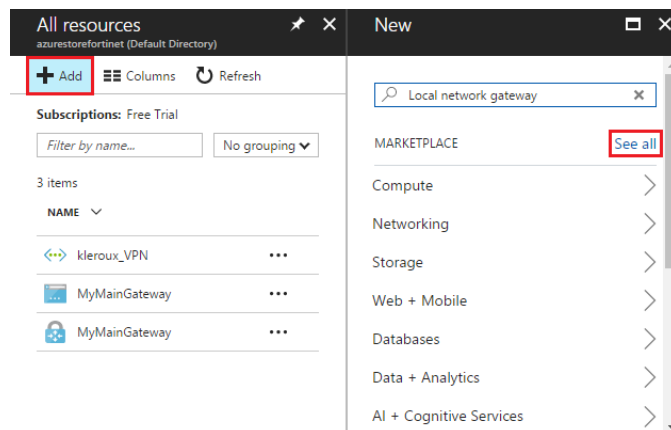 All resources
azurestorefortinet (Default Directory)
Add Columns Refresh
Subscriptions: Free Trial
Filter by name... No grouping
3 items
NAME
kleroux_VPN
MyMainGateway
MyMainGateway
New
Local network gateway
MARKETPLACE See all
Compute
Networking
Storage
Web + Mobile
Databases
Data + Analytics
AI + Cognitive Services